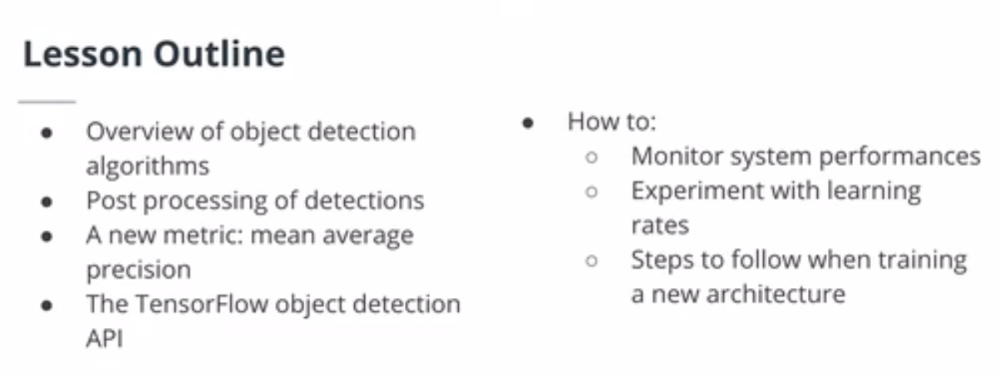 Lesson Outline
● Overview of object detection
algorithms
● Post processing of detections
● A new metric: mean average
precision
● The TensorFlow object detection
API
● How to:
○ Monitor system performances
○ Experiment with learning
rates
○ Steps to follow when training
a new architecture